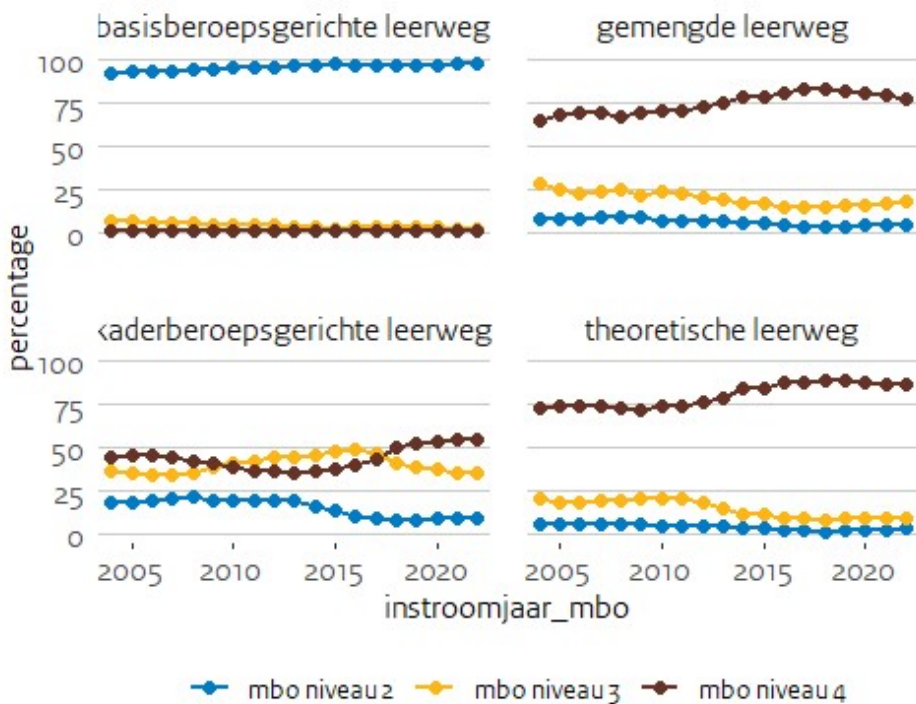 basisberoepsgerichte leerweg
gemengde leerweg
100
75
50
25
0
percentage
kaderberoepsgerichte leerweg
theoretische leerweg
100
75
50
25
0
2005 2010 2015 2020 2005 2010 2015 2020
instroomjaar_mbo
mbo niveau 2 mbo niveau 3 mbo niveau 4